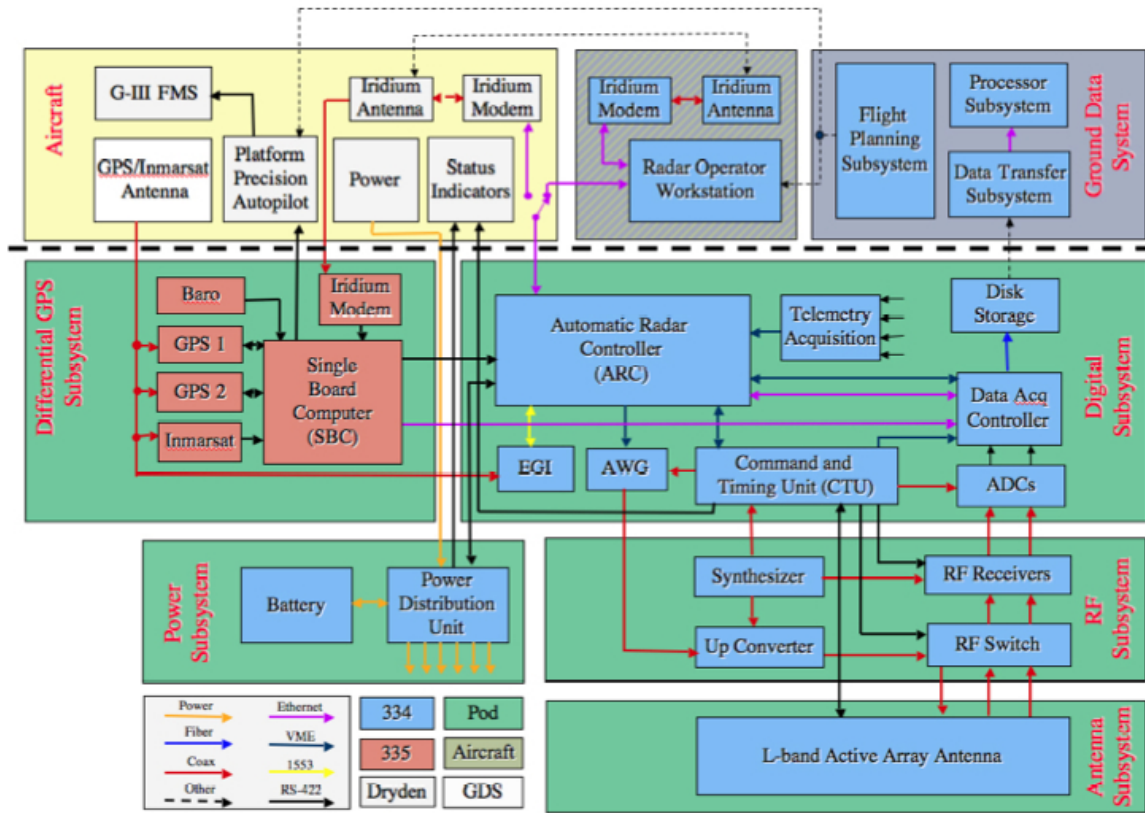 Aircraft
G-III FMS
Iridium
Antenna
Iridium
Modem
GPS/Inmarsat
Antenna
Platform
Precision
Autopilot
Power
Status
Indicators
Iridium
Modem
Iridium
Antenna
Radar Operator
Workstation
Flight
Planning
Subsystem
Processor
Subsystem
Data Transfer
Subsystem
Ground Data
System
Differential GPS
Subsystem
Baro
GPS 1
GPS 2
Inmarsat
Iridium
Modem
Single
Board
Computer
(SBC)
Automatic Radar
Controller
(ARC)
Telemetry
Acquisition
Disk
Storage
Data Acq
Controller
EGI
AWG
Command and
Timing Unit (CTU)
ADCs
Digital
Subsystem
Power
Subsystem
Battery
Power
Distribution
Unit
Synthesizer
Up Converter
RF Receivers
RF Switch
RF
Subsystem
L-band Active Array Antenna
Antenna
Subsystem
Power
Ethernet
Fiber
VME
Coax
1553
Other
RS-422
334
Pod
335
Aircraft
Dryden
GDS